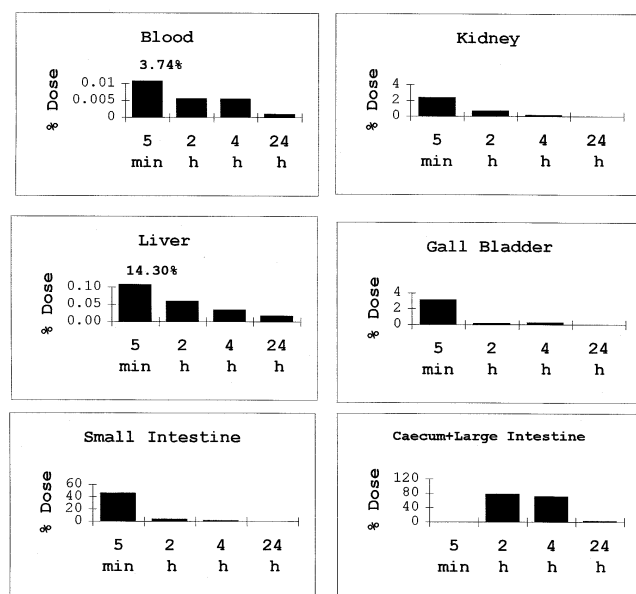 Blood
3.74%
% Dose
0.01
0.005
0
5 2 4 24
min h h h
Kidney
% Dose
4
2
0
5 2 4 24
min h h h
Liver
14.30%
% Dose
0.10
0.05
0.00
5 2 4 24
min h h h
Gall Bladder
% Dose
4
2
0
5 2 4 24
min h h h
Small Intestine
% Dose
60
40
20
0
5 2 4 24
min h h h
Caecum+Large Intestine
% Dose
120
80
40
0
5 2 4 24
min h h h